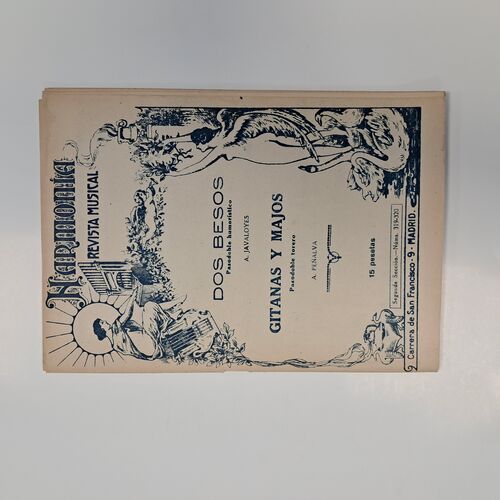 HARMONIA
REVISTA MUSICAL
DOS BESOS
Pasodoble humorístico
A. JAVALOYES
GITANAS Y MAJOS
Pasodoble torero
A. PEÑALVA
15 pesetas
Segunda Sección.—Núms. 319-320
Carrera de San Francisco - 9 - MADRID.